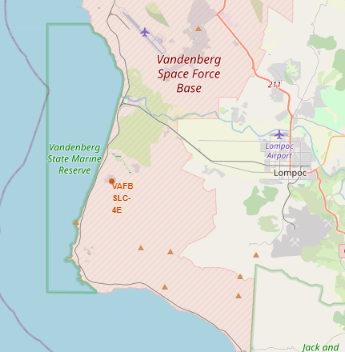 Vandenberg
Space Force
Base
211
Lompoc
Airport
Lompoc
Vandenberg
State Marine
Reserve
VAFB
SLC-
4E
Jack and